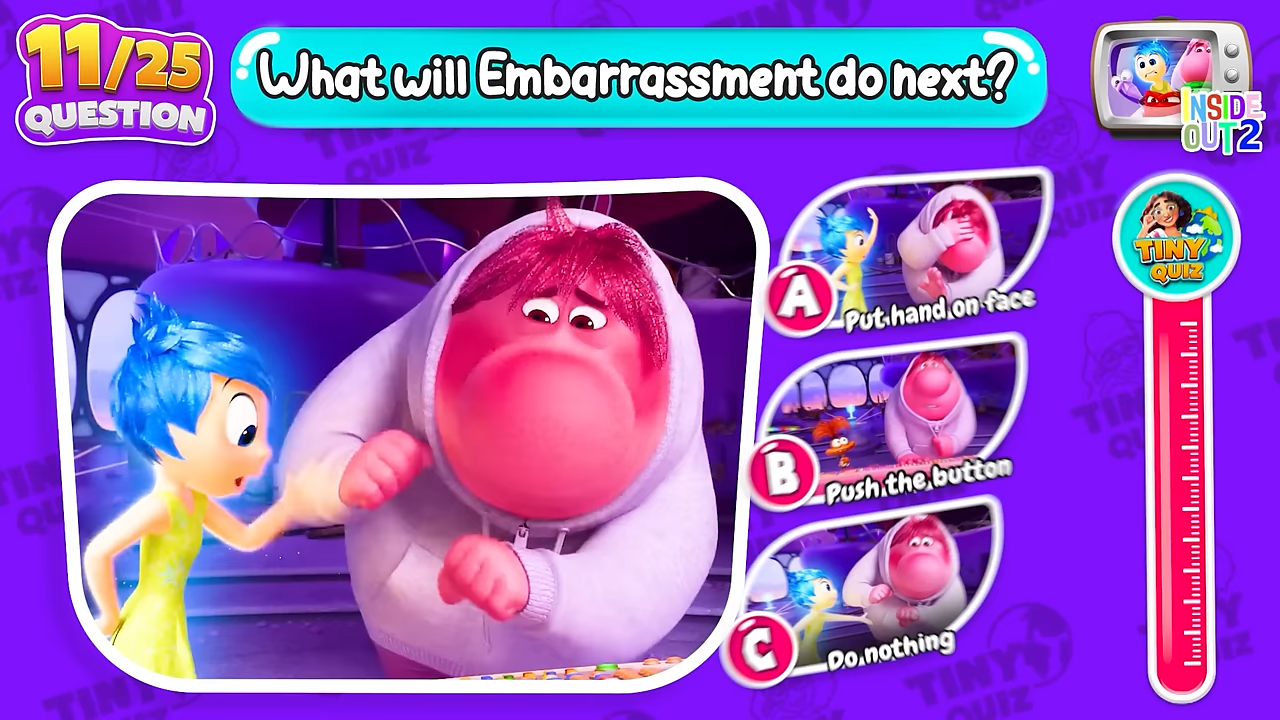 11/25
QUESTION
What will Embarrassment do next?
INSIDE
OUT 2
A
Put hand on face
B
Push the button
C
Do nothing
TINY
QUIZ